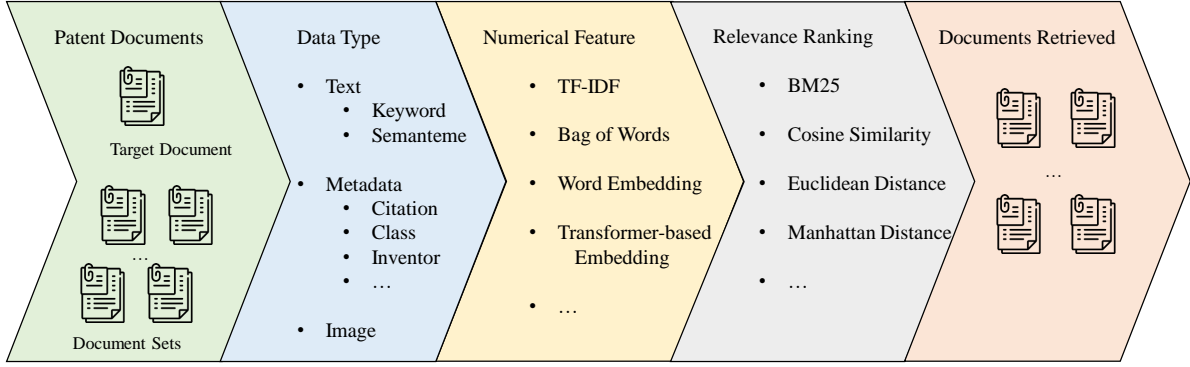 Patent Documents
Target Document
…
Document Sets
Data Type
• Text
• Keyword
• Semanteme
• Metadata
• Citation
• Class
• Inventor
• …
• Image
Numerical Feature
• TF-IDF
• Bag of Words
• Word Embedding
• Transformer-based
Embedding
• …
Relevance Ranking
• BM25
• Cosine Similarity
• Euclidean Distance
• Manhattan Distance
• …
Documents Retrieved
…